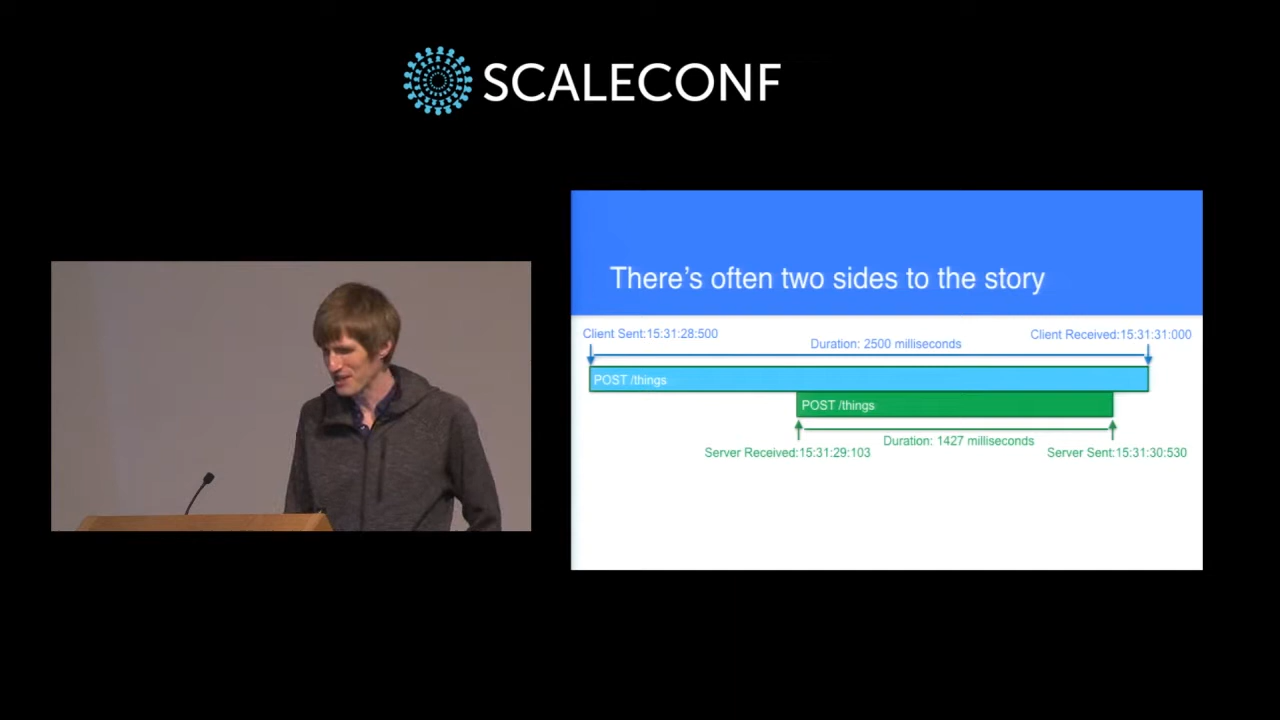 SCALECONF
There's often two sides to the story
Client Sent:15:31:28:500
Client Received:15:31:31:000
Duration: 2500 milliseconds
POST /things
POST /things
Duration: 1427 milliseconds
Server Received:15:31:29:103
Server Sent:15:31:30:530